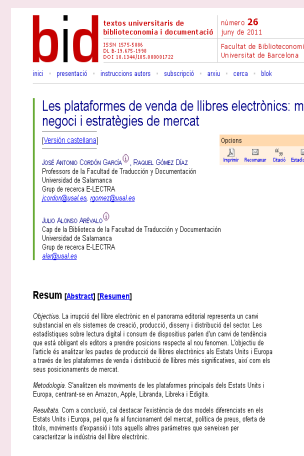 bid
textos universitaris de
biblioteconomia i documentació
ISSN 1575-5886
DL B-19.675-1998
DOI 10.1344/105.000001722
número 26
juny de 2011
Facultat de Biblioteconomi
Universitat de Barcelona
inici · presentació · instruccions autors · subscripció · arxiu · cerca · blok
Les plataformes de venda de llibres electrònics: m
negoci i estratègies de mercat
[Versión castellana]
Opcions
Imprimir Recomanar Citació Estadís
José Antonio Cordón García, Raquel Gómez Díaz
Professors de la Facultat de Traducción y Documentación
Universidad de Salamanca
Grup de recerca E-LECTRA
jcordon@usal.es, rgomez@usal.es
Julio Alonso Arévalo
Cap de la Biblioteca de la Facultad de Traducción y Documentación
Universidad de Salamanca
Grup de recerca E-LECTRA
alar@usal.es
Resum [Abstract] [Resumen]
Objectius. La irrupció del llibre electrònic en el panorama editorial representa un canvi
substancial en els sistemes de creació, producció, disseny i distribució del sector. Les
estadístiques sobre lectura digital i consum de dispositius parlen d'un canvi de tendència
que està obligant els editors a prendre posicions respecte al nou fenomen. L'objectiu de
l'article és analitzar les pautes de producció de llibres electrònics als Estats Units i Europa
a través de les plataformes de venda i distribució de llibres més significatives, així com els
seus posicionaments de mercat.
Metodologia. S'analitzen els moviments de les plataformes principals dels Estats Units i
Europa, centrant-se en Amazon, Apple, Libranda, Libreka i Edigita.
Resultats. Com a conclusió, cal destacar l'existència de dos models diferenciats en els
Estats Units i Europa, pel que fa al funcionament del mercat, política de preus, oferta de
títols, moviments d'expansió i tots aquells altres paràmetres que serveixen per
caracteritzar la indústria del llibre electrònic.